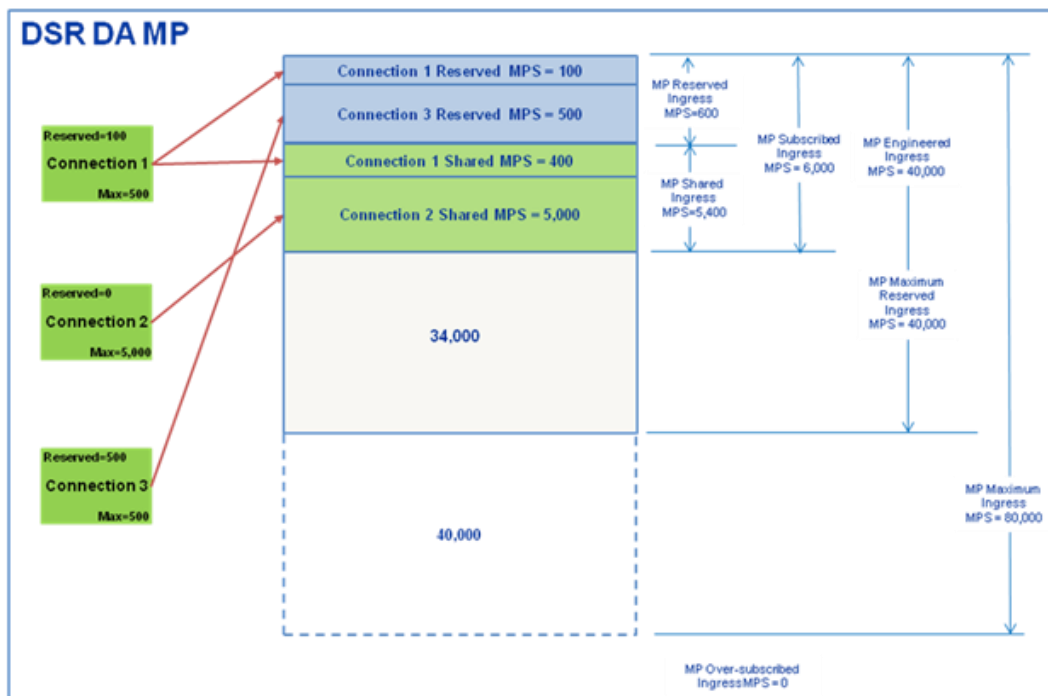 DSR DA MP
Reserved=100
Connection 1
Max=500
Reserved=0
Connection 2
Max=5,000
Reserved=500
Connection 3
Max=500
Connection 1 Reserved MPS = 100
Connection 3 Reserved MPS = 500
Connection 1 Shared MPS = 400
Connection 2 Shared MPS = 5,000
34,000
40,000
MP Reserved
Ingress
MPS=600
MP Shared
Ingress
MPS=5,400
MP Subscribed
Ingress
MPS = 6,000
MP Engineered
Ingress
MPS = 40,000
MP Maximum
Reserved
Ingress
MPS = 40,000
MP Maximum
Ingress
MPS = 80,000
MP Over-subscribed
IngressMPS = 0